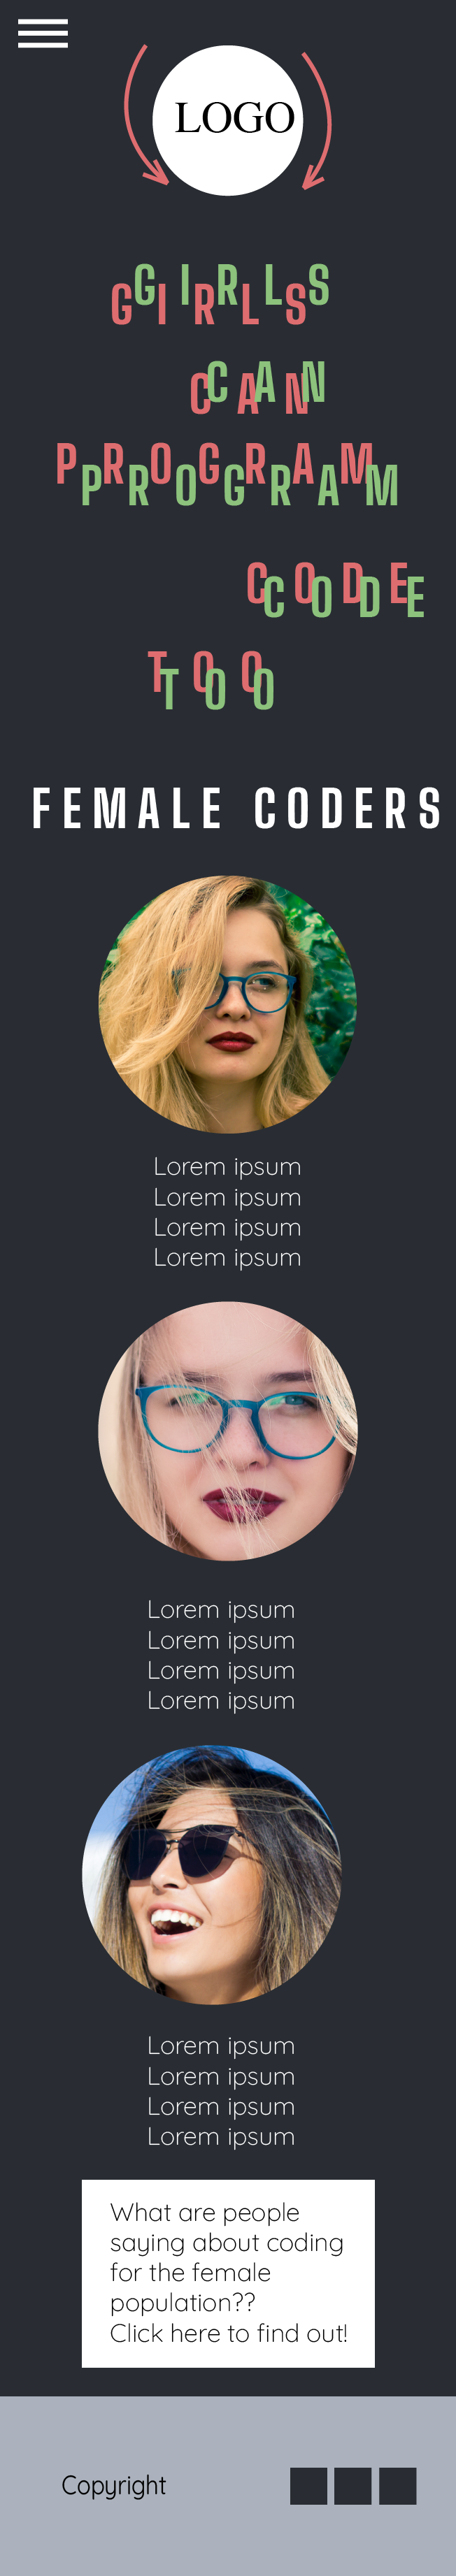 LOGO
GIRLS
CAN
PROGRAM
CODE
TOO
FEMALE CODERS
Lorem ipsum
Lorem ipsum
Lorem ipsum
Lorem ipsum
Lorem ipsum
Lorem ipsum
Lorem ipsum
Lorem ipsum
Lorem ipsum
Lorem ipsum
Lorem ipsum
Lorem ipsum
What are people
saying about coding
for the female
population??
Click here to find out!
Copyright